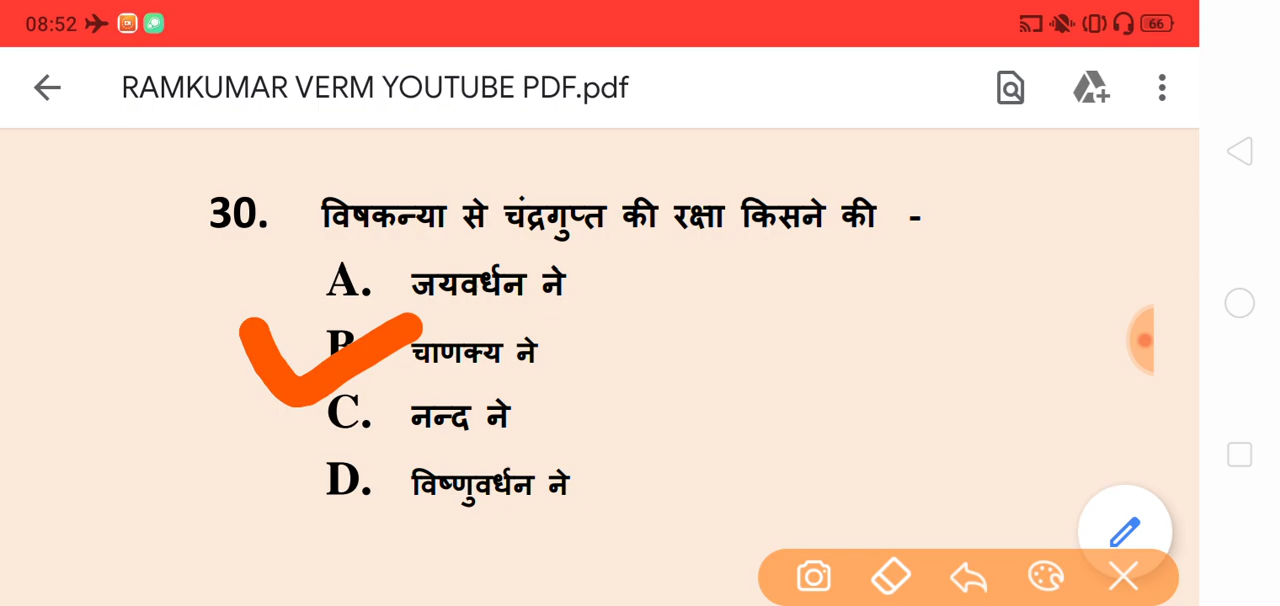 08:52 66
RAMKUMAR VERM YOUTUBE PDF.pdf
30. विषकन्या से चंद्रगुप्त की रक्षा किसने की -
A. जयवर्धन ने
B. चाणक्य ने
C. नन्द ने
D. विष्णुवर्धन ने